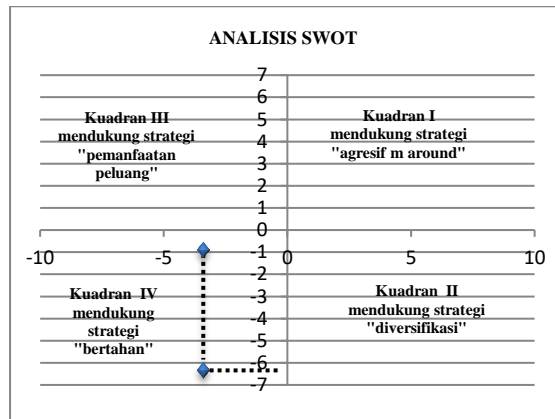 ANALISIS SWOT
7
6
5
4
3
2
1
0
-1
-2
-3
-4
-5
-6
-7
-10
-5
0
5
10
Kuadran III
mendukung strategi
"pemanfaatan
peluang"
Kuadran I
mendukung strategi
"agresif m around"
Kuadran IV
mendukung
strategi
"bertahan"
Kuadran II
mendukung strategi
"diversifikasi"